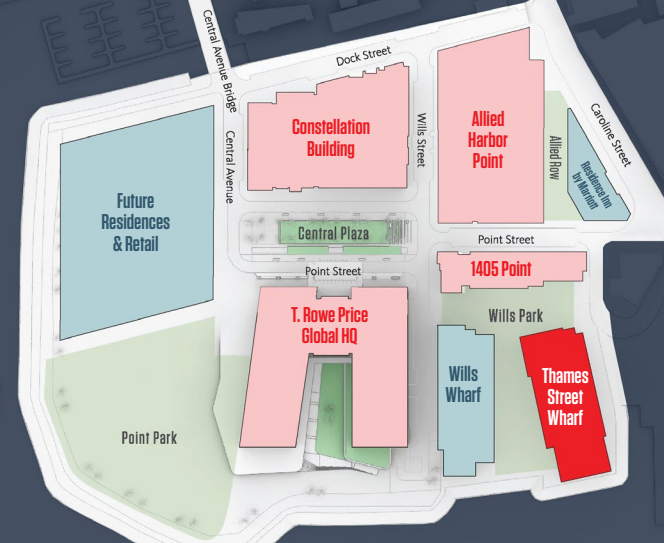 Central Avenue Bridge
Dock Street
Constellation
Building
Wills Street
Allied
Harbor
Point
Allied Row
Caroline Street
Residence Inn
by Marriott
Central Avenue
Future
Residences
& Retail
Central Plaza
Point Street
Point Street
1405 Point
T. Rowe Price
Global HQ
Wills Park
Wills
Wharf
Thames
Street
Wharf
Point Park